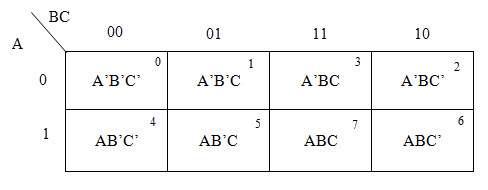 BC
00 01 11 10
A
0 1 3 2
0 A’B’C’ A’B’C A’BC A’BC’
4 5 7 6
1 AB’C’ AB’C ABC ABC’